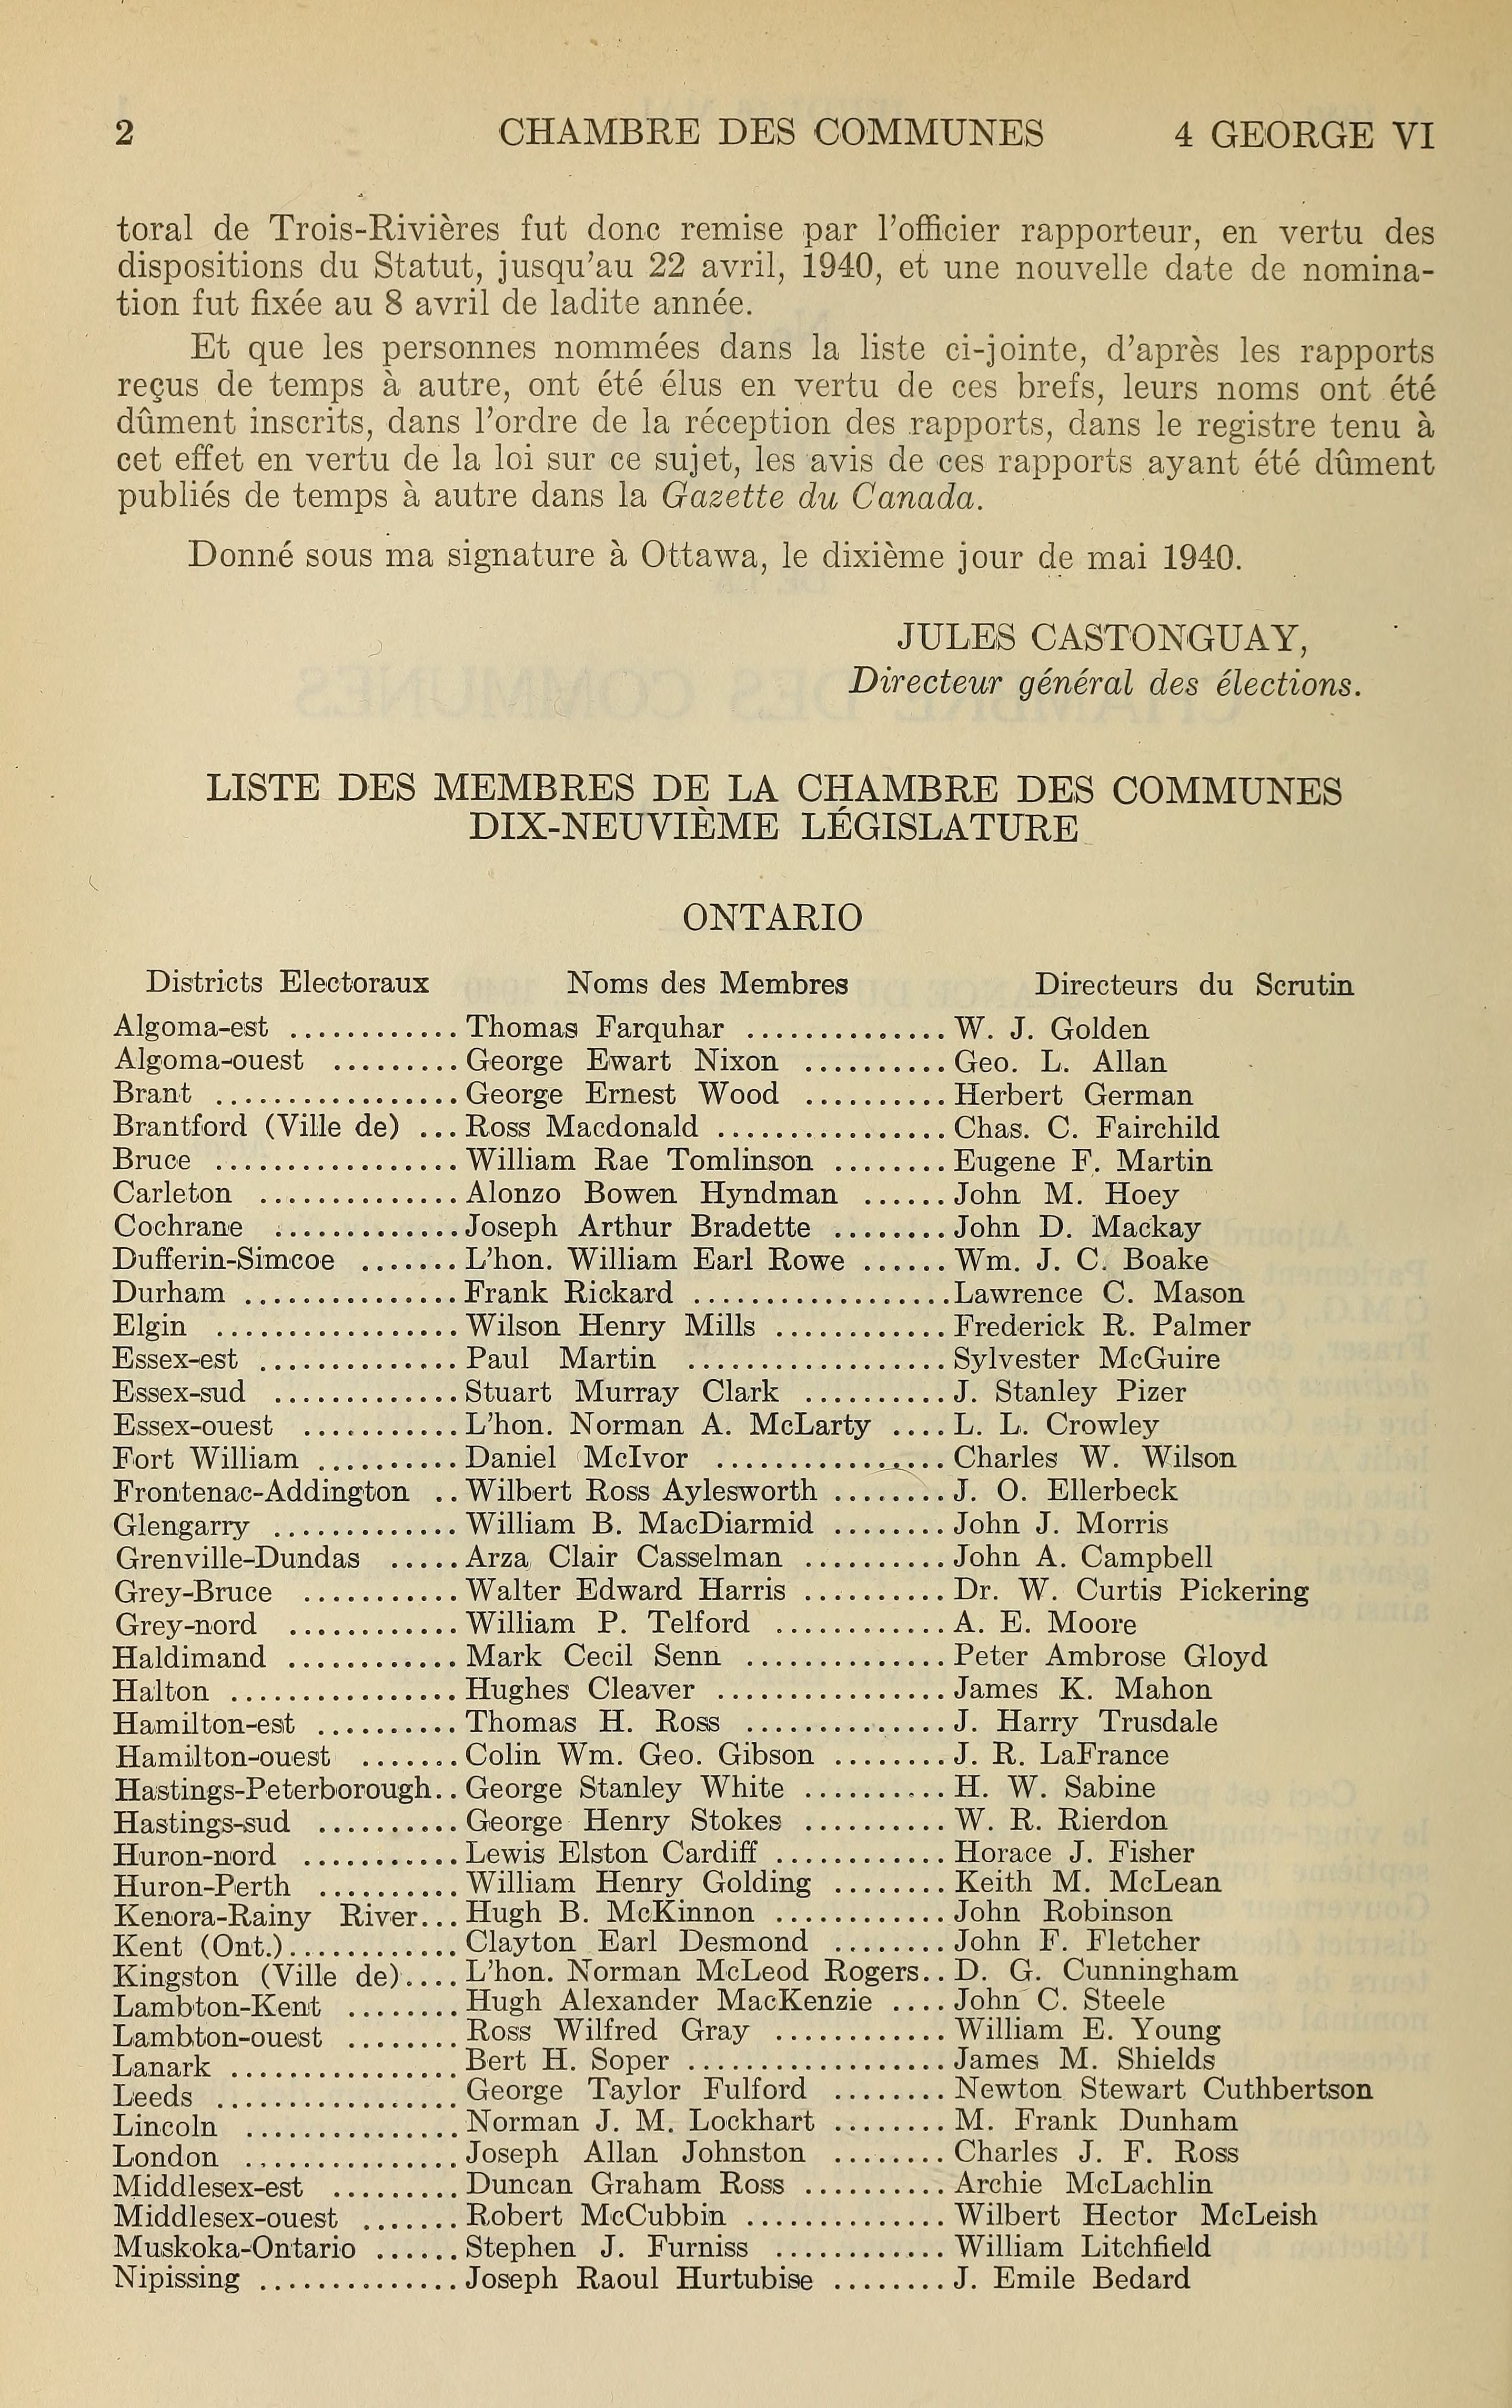 2 CHAMBRE DES COMMUNES 4 GEORGE VI
toral de Trois-Rivières fut donc remise par l'officier rapporteur, en vertu des
dispositions du Statut, jusqu'au 22 avril, 1940, et une nouvelle date de nomina-
tion fut fixée au 8 avril de ladite année.
Et que les personnes nommées dans la liste ci-jointe, d'après les rapports
reçus de temps à autre, ont été élus en vertu de ces brefs, leurs noms ont été
dûment inscrits, dans l'ordre de la réception des rapports, dans le registre tenu à
cet effet en vertu de la loi sur ce sujet, les avis de ces rapports ayant été dûment
publiés de temps à autre dans la Gazette du Canada.
Donné sous ma signature à Ottawa, le dixième jour de mai 1940.
JULES CASTONGUAY,
Directeur général des élections.
LISTE DES MEMBRES DE LA CHAMBRE DES COMMUNES
DIX-NEUVIÈME LÉGISLATURE
ONTARIO
Districts Electoraux Noms des Membres Directeurs du Scrutin
Algoma-est ............ Thomas Farquhar .............. W. J. Golden
Algoma-ouest ......... George Ewart Nixon .......... Geo. L. Allan
Brant ................. George Ernest Wood .......... Herbert German
Brantford (Ville de) ... Ross Macdonald ................ Chas. C. Fairchild
Bruce ................. William Rae Tomlinson ........ Eugene F. Martin
Carleton .............. Alonzo Bowen Hyndman ...... John M. Hoey
Cochrane ............. Joseph Arthur Bradette ........ John D. Mackay
Dufferin-Simcoe ....... L'hon. William Earl Rowe ...... Wm. J. C. Boake
Durham ............... Frank Rickard .................. Lawrence C. Mason
Elgin ................. Wilson Henry Mills ............ Frederick R. Palmer
Essex-est .............. Paul Martin .................. Sylvester McGuire
Essex-sud ............. Stuart Murray Clark .......... J. Stanley Pizer
Essex-ouest ........... L'hon. Norman A. McLarty .... L. L. Crowley
Fort William .......... Daniel McIvor ................ Charles W. Wilson
Frontenac-Addington .. Wilbert Ross Aylesworth ........ J. O. Ellerbeck
Glengarry ............. William B. MacDiarmid ........ John J. Morris
Grenville-Dundas ..... Arza Clair Casselman .......... John A. Campbell
Grey-Bruce ........... Walter Edward Harris .......... Dr. W. Curtis Pickering
Grey-nord ............ William P. Telford ............ A. E. Moore
Haldimand ............ Mark Cecil Senn .............. Peter Ambrose Gloyd
Halton ................ Hughes Cleaver ................ James K. Mahon
Hamilton-est .......... Thomas H. Ross .............. J. Harry Trusdale
Hamilton-ouest ....... Colin Wm. Geo. Gibson ........ J. R. LaFrance
Hastings-Peterborough.. George Stanley White .......... H. W. Sabine
Hastings-sud .......... George Henry Stokes .......... W. R. Rierdon
Huron-nord ........... Lewis Elston Cardiff ............ Horace J. Fisher
Huron-Perth .......... William Henry Golding ........ Keith M. McLean
Kenora-Rainy River... Hugh B. McKinnon ............ John Robinson
Kent (Ont.)............ Clayton Earl Desmond ........ John F. Fletcher
Kingston (Ville de).... L'hon. Norman McLeod Rogers.. D. G. Cunningham
Lambton-Kent ........ Hugh Alexander MacKenzie .... John C. Steele
Lambton-ouest ........ Ross Wilfred Gray ............ William E. Young
Lanark ................ Bert H. Soper .................. James M. Shields
Leeds ................. George Taylor Fulford ........ Newton Stewart Cuthbertson
Lincoln ............... Norman J. M. Lockhart ........ M. Frank Dunham
London ............... Joseph Allan Johnston ........ Charles J. F. Ross
Middlesex-est ......... Duncan Graham Ross .......... Archie McLachlin
Middlesex-ouest ....... Robert McCubbin .............. Wilbert Hector McLeish
Muskoka-Ontario ...... Stephen J. Furniss ............ William Litchfield
Nipissing .............. Joseph Raoul Hurtubise ........ J. Emile Bedard